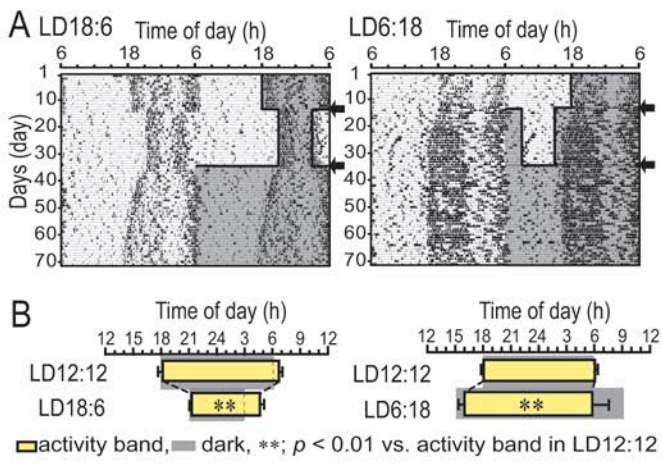 A LD18:6 Time of day (h) LD6:18 Time of day (h)
6 18 6 18 6 6 18 6 18 6
1 10 20 30 40 50 60 70
Days (day)
1 10 20 30 40 50 60 70
B Time of day (h) Time of day (h)
12 15 18 21 24 3 6 9 12 12 15 18 21 24 3 6 9 12
LD12:12 LD12:12
LD18:6 ** LD6:18 **
activity band, dark, **; p < 0.01 vs. activity band in LD12:12